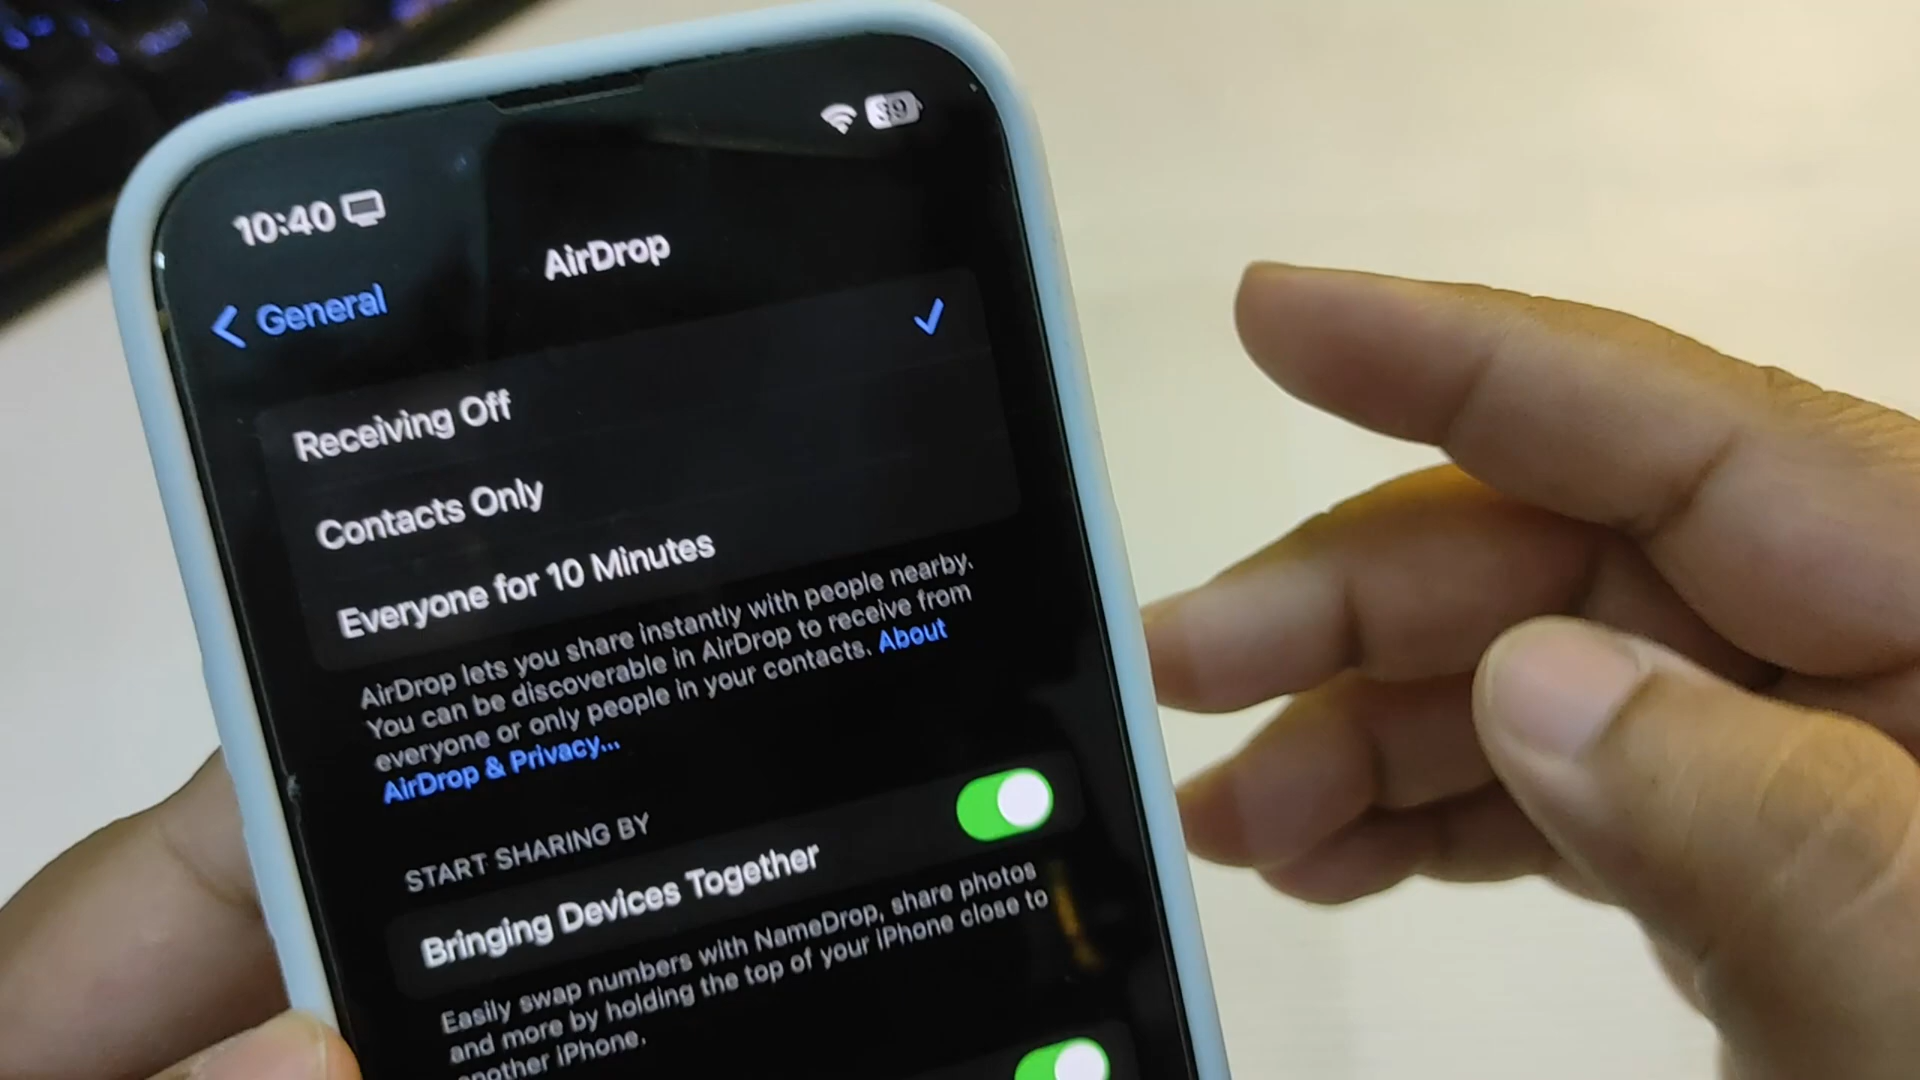 10:40
39
General
AirDrop
Receiving Off
Contacts Only
Everyone for 10 Minutes
AirDrop lets you share instantly with people nearby.
You can be discoverable in AirDrop to receive from
everyone or only people in your contacts. About
AirDrop & Privacy...
START SHARING BY
Bringing Devices Together
Easily swap numbers with NameDrop, share photos
and more by holding the top of your iPhone close to
another iPhone.